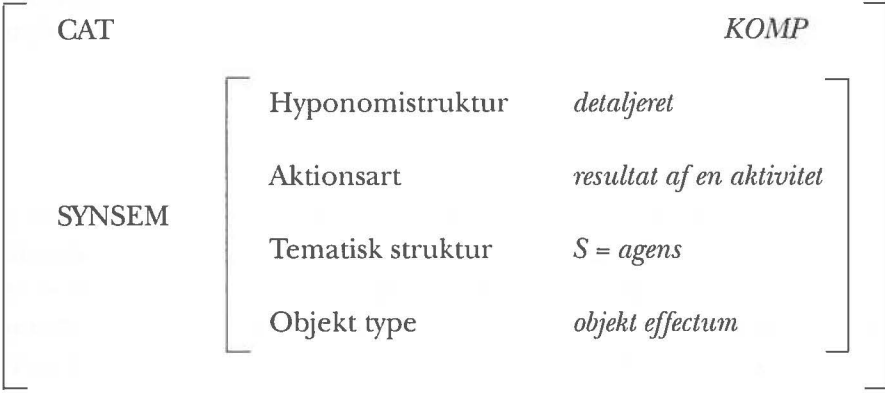 CAT KOMP
Hyponomistruktur detaljeret
Aktionsart resultat af en aktivitet
SYNSEM
Tematisk struktur S = agens
Objekt type objekt effectum